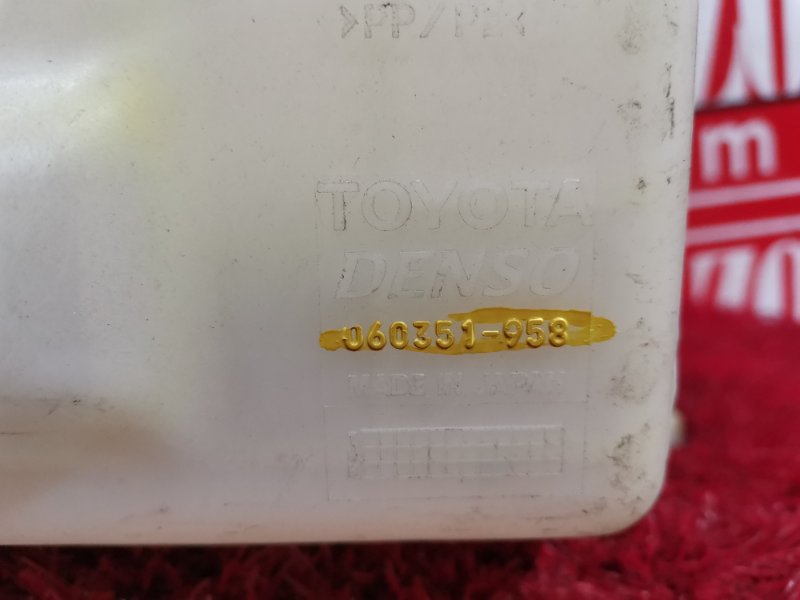 >PP/PE<
TOYOTA
DENSO
060351-958
MADE IN JAPAN
m